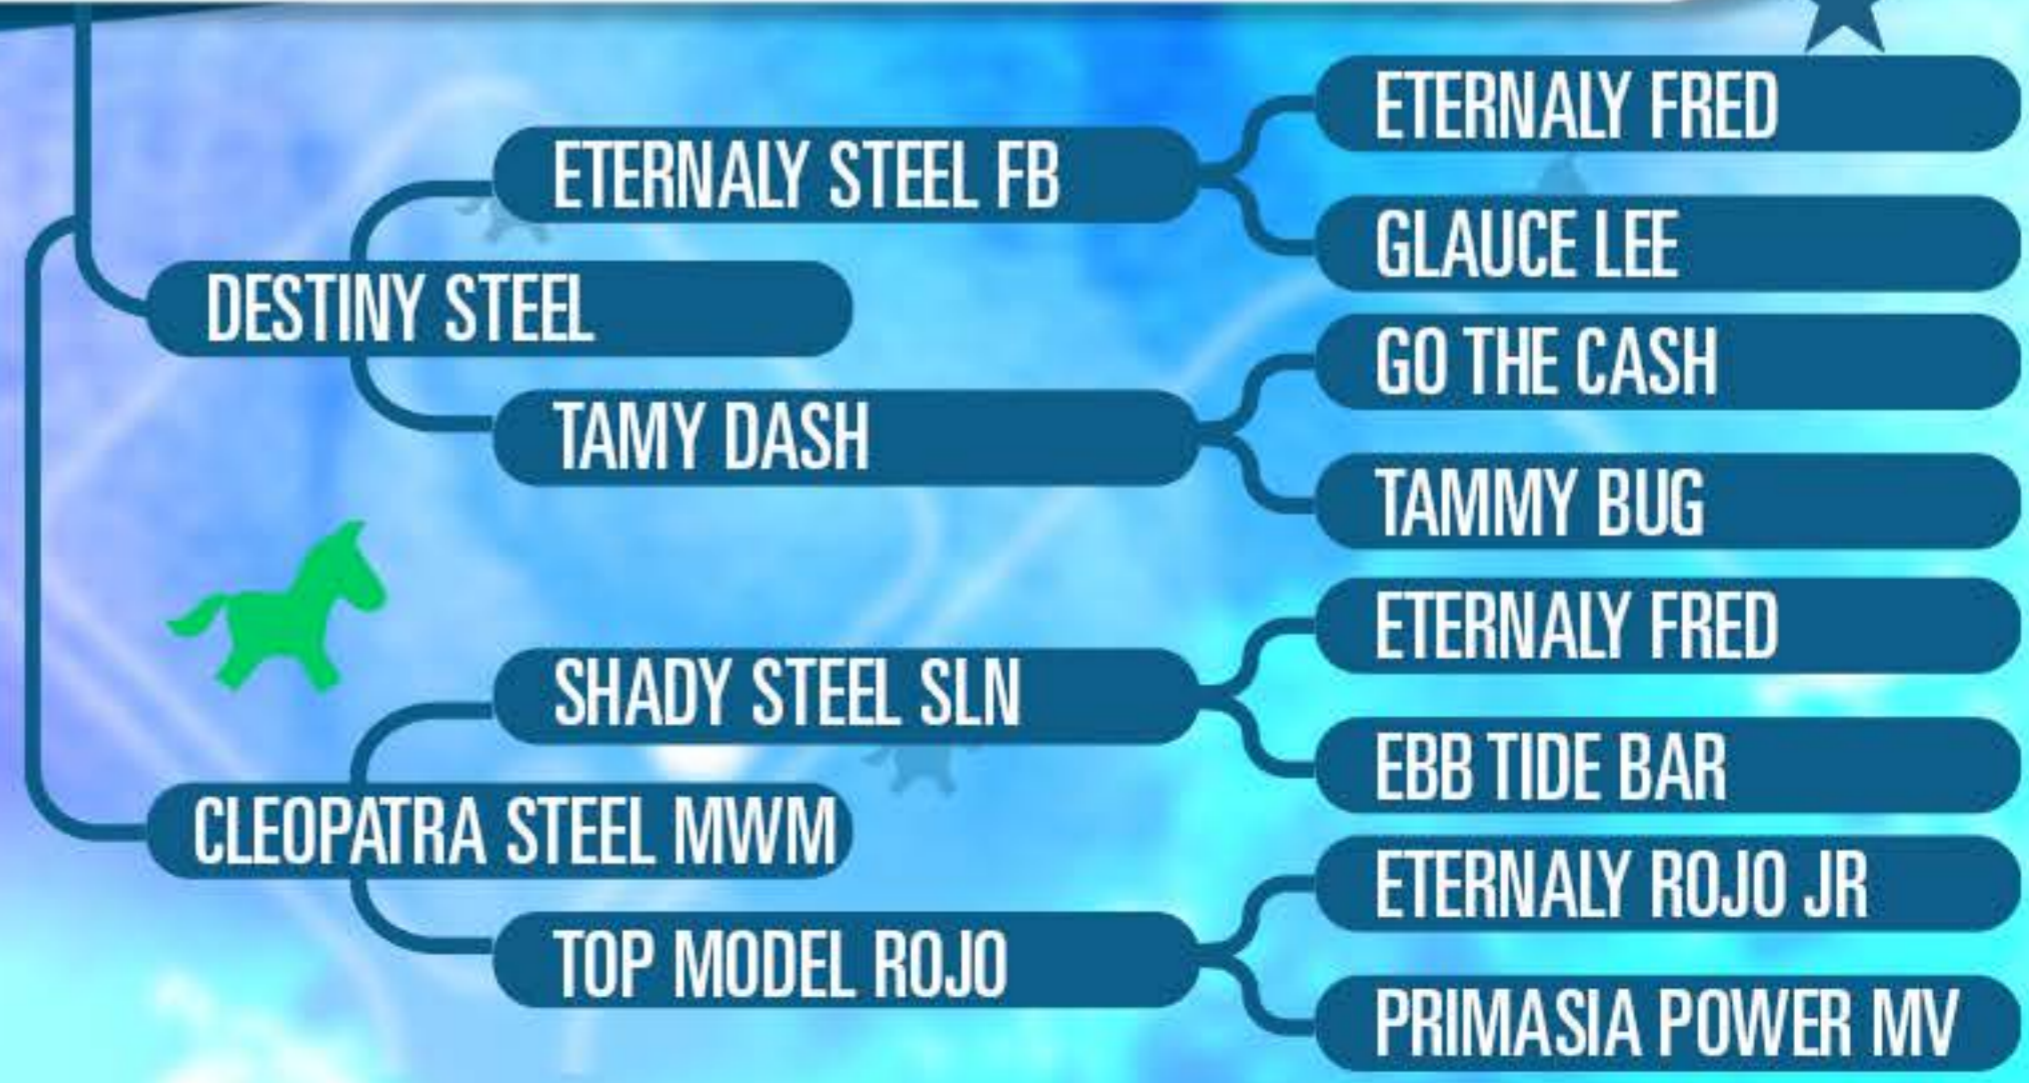 ETERNALY FRED
ETERNALY STEEL FB
GLAUCE LEE
DESTINY STEEL
GO THE CASH
TAMY DASH
TAMMY BUG
ETERNALY FRED
SHADY STEEL SLN
EBB TIDE BAR
CLEOPATRA STEEL MWM
ETERNALY ROJO JR
TOP MODEL ROJO
PRIMASIA POWER MV